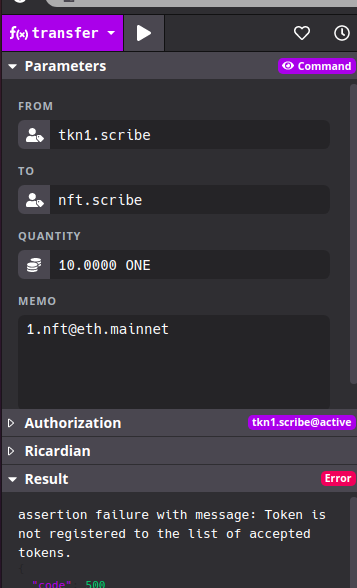 f(x) transfer
Parameters
Command
FROM
tkn1.scribe
TO
nft.scribe
QUANTITY
10.0000 ONE
MEMO
1.nft@eth.mainnet
Authorization
tkn1.scribe@active
Ricardian
Result
Error
assertion failure with message: Token is
not registered to the list of accepted
tokens.
{
"code" 500